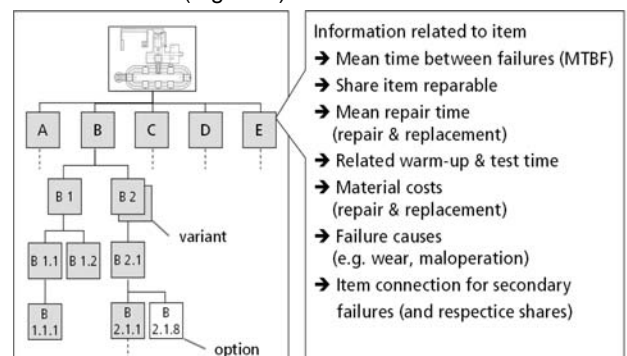 A
B
C
D
E
B 1
B 2
variant
B 1.1
B 1.2
B 2.1
B
1.1.1
B
2.1.1
B
2.1.8
option
Information related to item
➔ Mean time between failures (MTBF)
➔ Share item reparable
➔ Mean repair time
(repair & replacement)
➔ Related warm-up & test time
➔ Material costs
(repair & replacement)
➔ Failure causes
(e.g. wear, maloperation)
➔ Item connection for secondary
failures (and respectice shares)